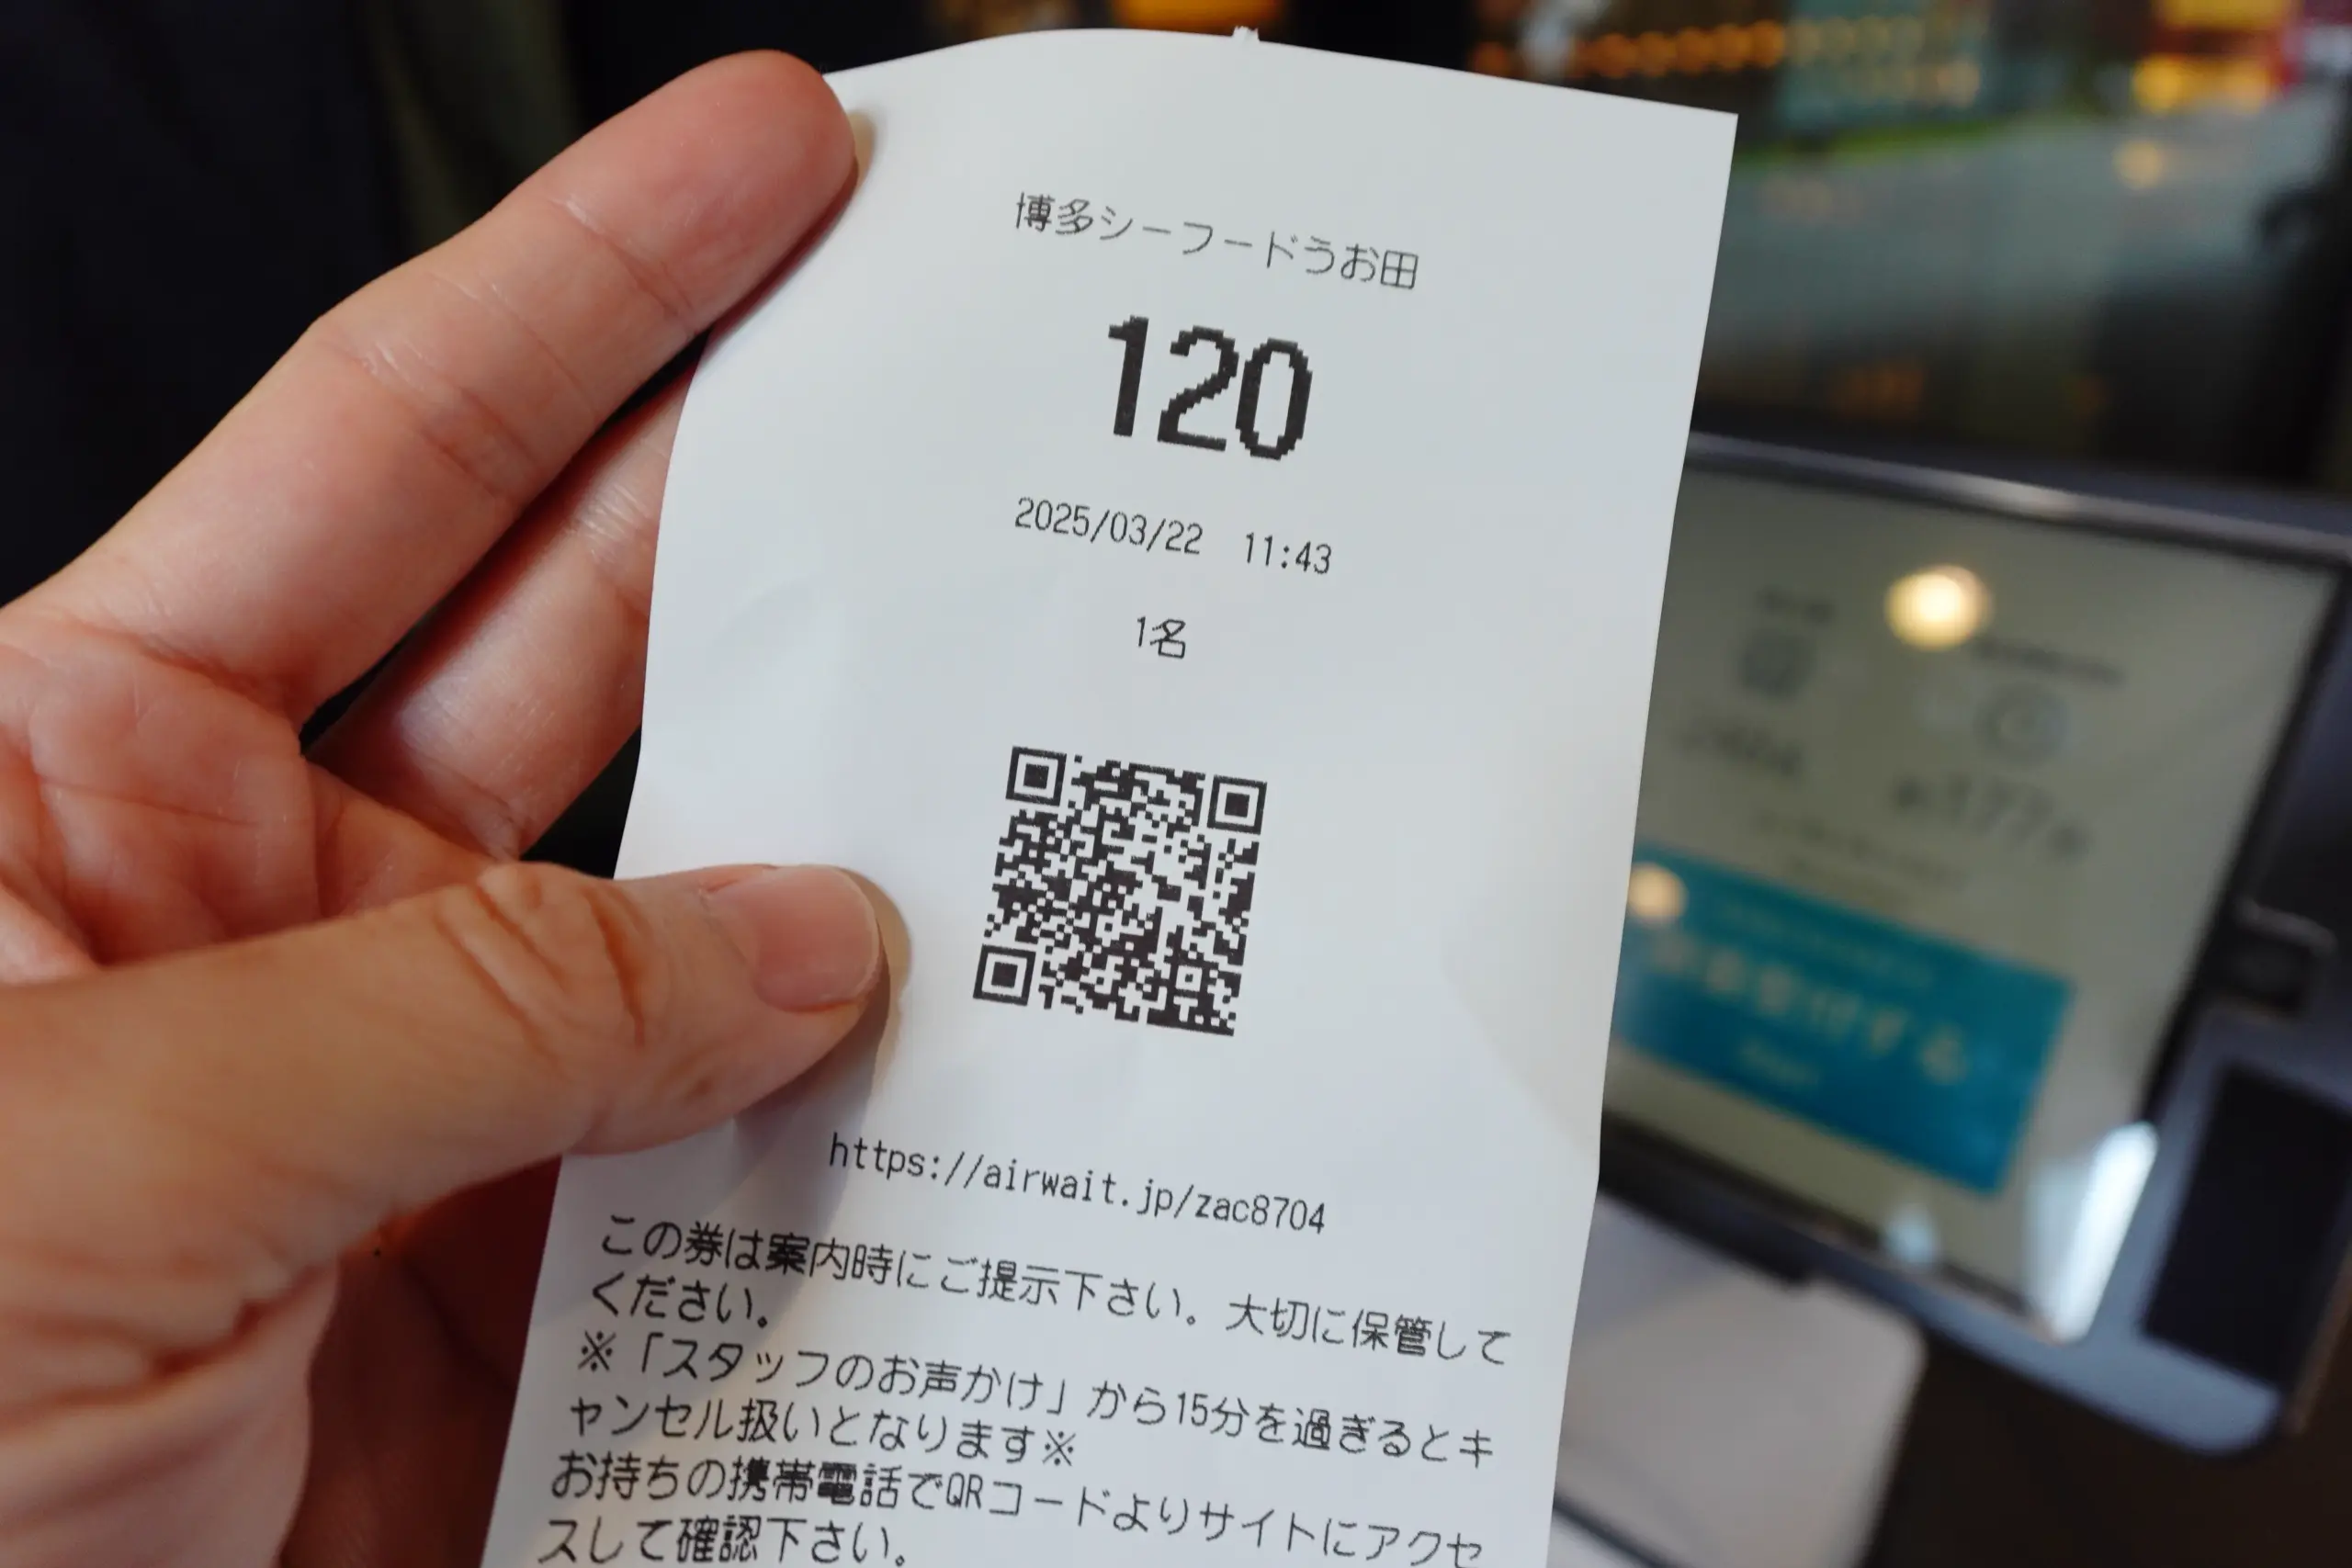 博多シーフードうお田
120
2025/03/22 11:43
1名
https://airwait.jp/zac8704
この券は案内時にご提示下さい。大切に保管して
ください。
※「スタッフのお声かけ」から15分を過ぎるとキ
ャンセル扱いとなります※
お持ちの携帯電話でQRコードよりサイトにアクセ
スして確認下さい。